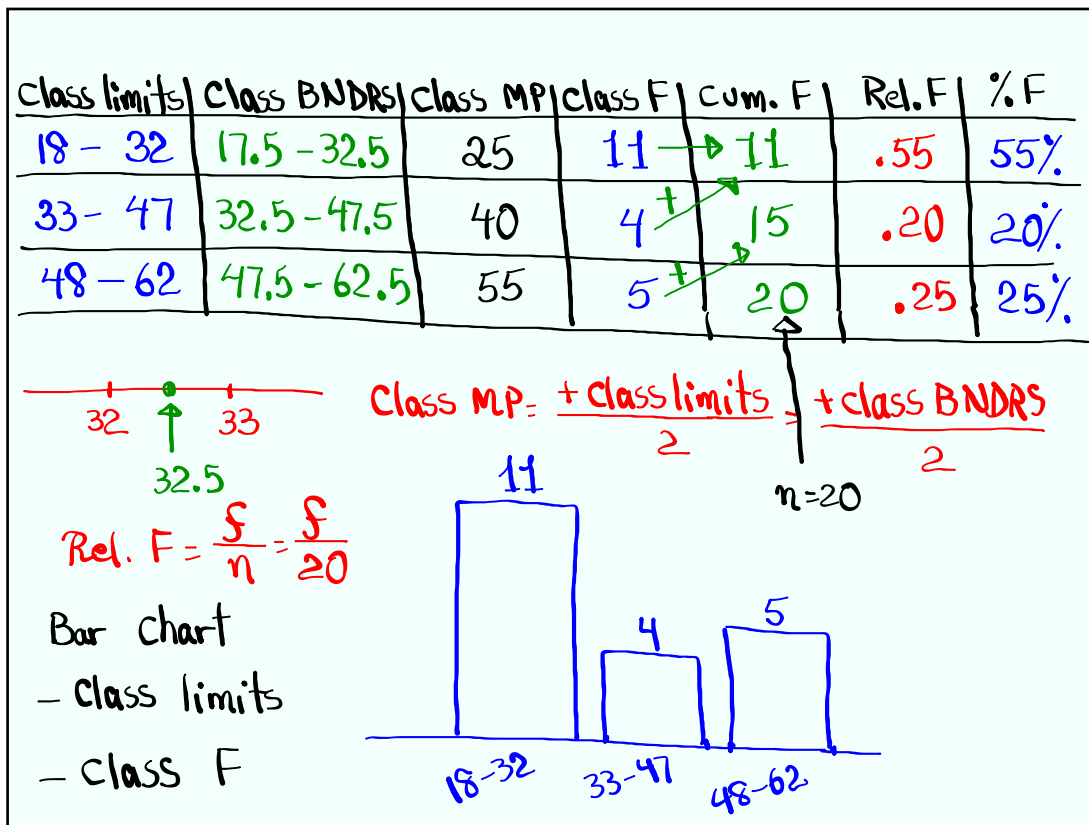 Class limits | Class BNDRS | Class MP | Class F | Cum. F | Rel. F | % F
18 - 32 | 17.5 - 32.5 | 25 | 11 | 11 | .55 | 55%
33 - 47 | 32.5 - 47.5 | 40 | 4 + | 15 | .20 | 20%
48 - 62 | 47.5 - 62.5 | 55 | 5 + | 20 | .25 | 25%
32 33
32.5
Class MP = + Class limits / 2 = + class BNDRS / 2
n=20
Rel. F = f / n = f / 20
Bar Chart
- Class limits
- Class F
11 4 5
18-32 33-47 48-62